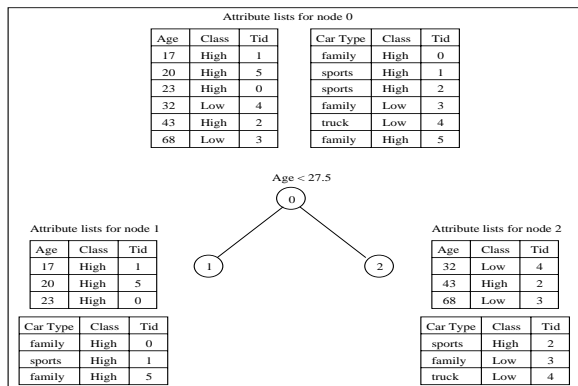 Attribute lists for node 0
Age Class Tid
17 High 1
20 High 5
23 High 0
32 Low 4
43 High 2
68 Low 3
Car Type Class Tid
family High 0
sports High 1
sports High 2
family Low 3
truck Low 4
family High 5
Age < 27.5
0
1
2
Attribute lists for node 1
Age Class Tid
17 High 1
20 High 5
23 High 0
Car Type Class Tid
family High 0
sports High 1
family High 5
Attribute lists for node 2
Age Class Tid
32 Low 4
43 High 2
68 Low 3
Car Type Class Tid
sports High 2
family Low 3
truck Low 4